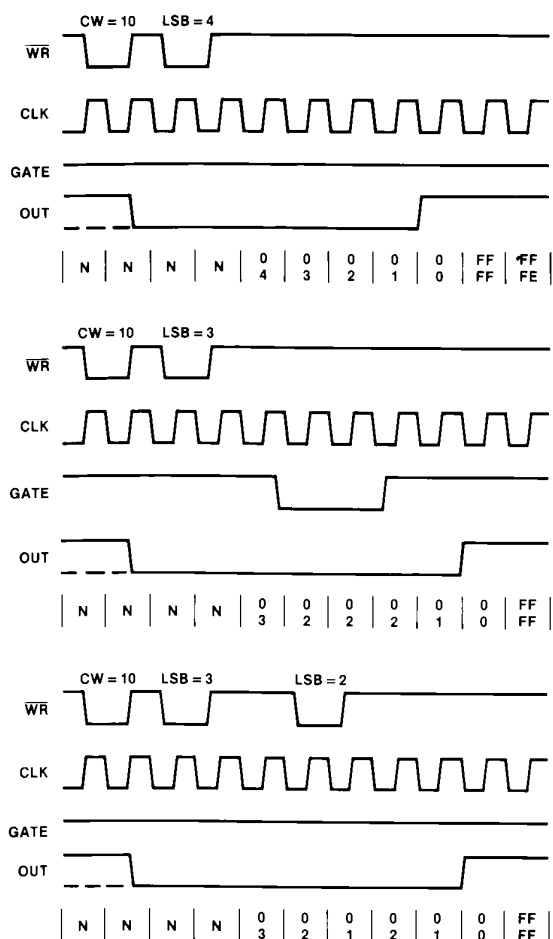 CW = 10 LSB = 4
WR
CLK
GATE
OUT
N N N N 0 0 0 0 0 FF FF
4 3 2 1 0 FF FE
CW = 10 LSB = 3
WR
CLK
GATE
OUT
N N N N 0 0 0 0 0 0 FF
3 2 2 2 1 0 FF
CW = 10 LSB = 3 LSB = 2
WR
CLK
GATE
OUT
N N N N 0 0 0 0 0 0 FF
3 2 1 2 1 0 FF